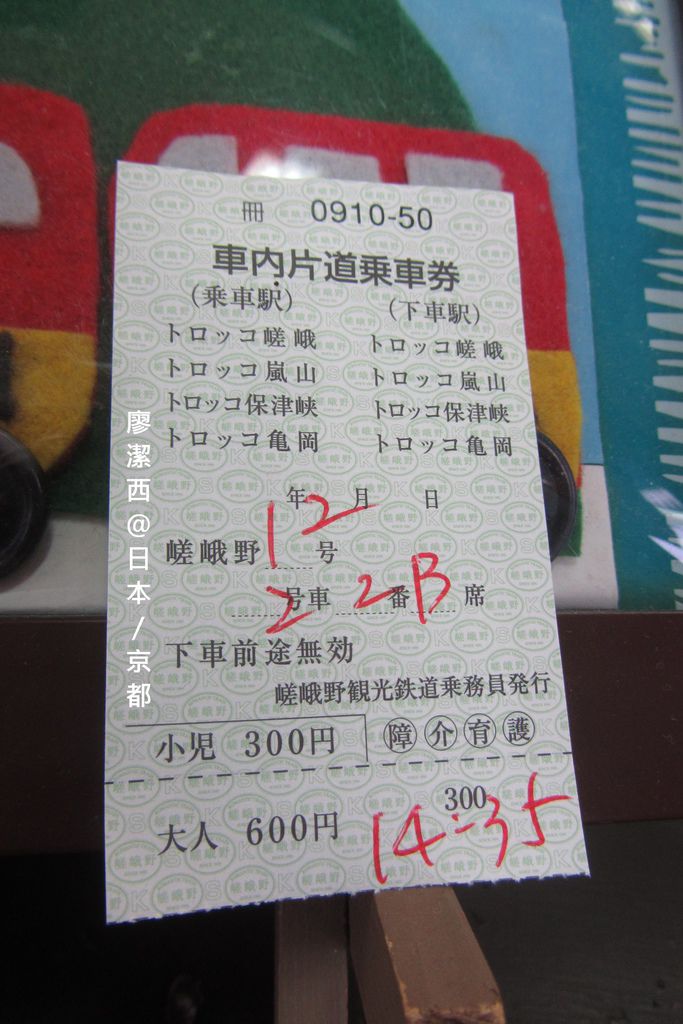 冊 0910-50
車内片道乗車券
(乗車駅) (下車駅)
トロッコ嵯峨 トロッコ嵯峨
トロッコ嵐山 トロッコ嵐山
トロッコ保津峡 トロッコ保津峡
トロッコ亀岡 トロッコ亀岡
年 月 日
嵯峨野 12 号
2 号車 2 番 B 席
下車前途無効
嵯峨野観光鉄道乗務員発行
小児 300円 障 介 育 護
300
大人 600円 14:35
廖潔西@日本/京都